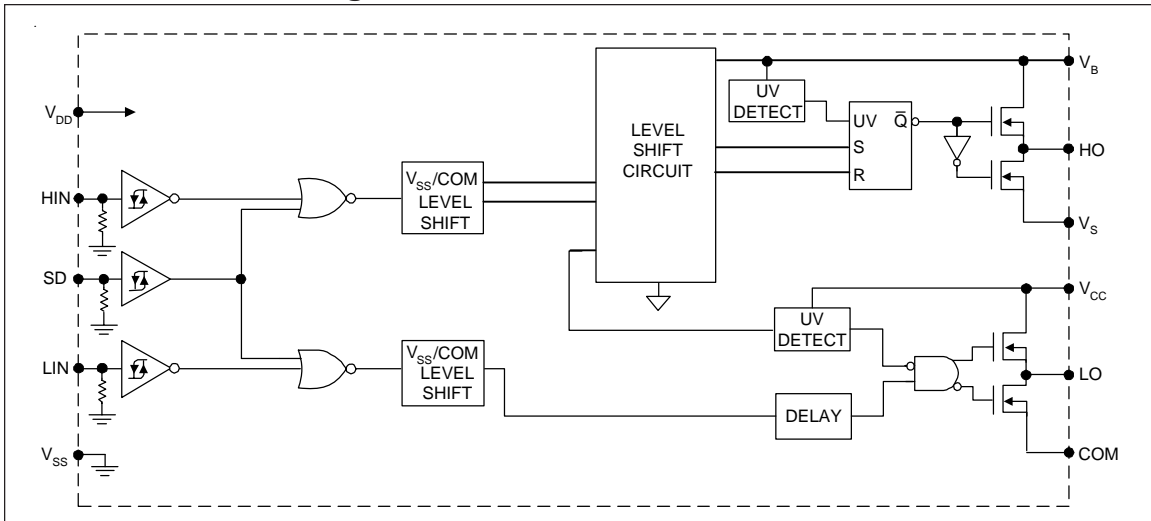 V_B
UV
DETECT
V_DD
UV Q̅
LEVEL
SHIFT
CIRCUIT
S
HO
R
HIN
V_SS/COM
LEVEL
SHIFT
V_S
SD
V_CC
UV
DETECT
LIN
V_SS/COM
LEVEL
SHIFT
LO
DELAY
V_SS
COM